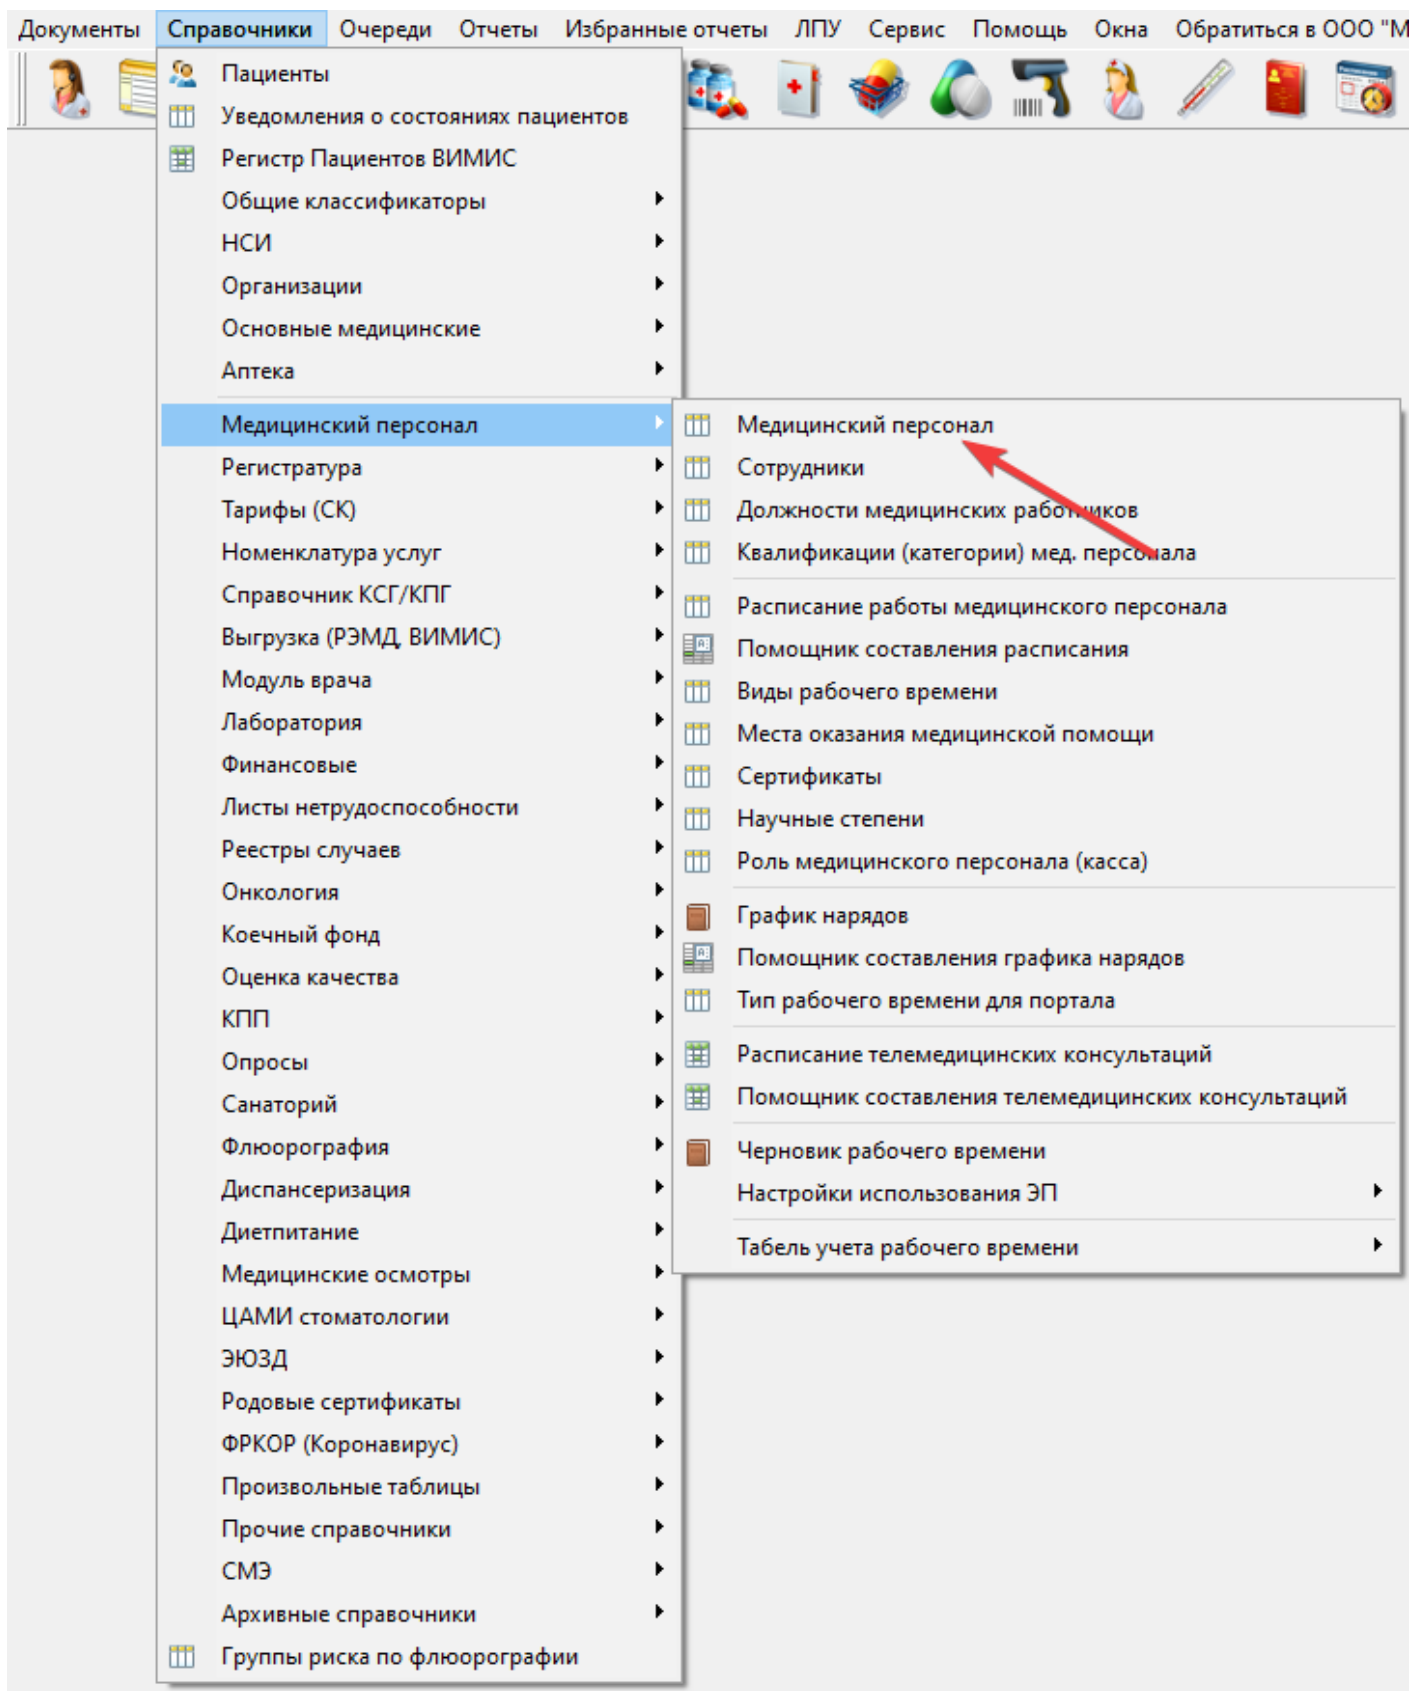 Документы Справочники Очереди Отчеты Избранные отчеты ЛПУ Сервис Помощь Окна Обратиться в ООО "М
Пациенты
Уведомления о состояниях пациентов
Регистр Пациентов ВИМИС
Общие классификаторы
НСИ
Организации
Основные медицинские
Аптека
Медицинский персонал
Регистратура
Тарифы (СК)
Номенклатура услуг
Справочник КСГ/КПГ
Выгрузка (РЭМД, ВИМИС)
Модуль врача
Лаборатория
Финансовые
Листы нетрудоспособности
Реестры случаев
Онкология
Коечный фонд
Оценка качества
КПП
Опросы
Санаторий
Флюорография
Диспансеризация
Диетпитание
Медицинские осмотры
ЦАМИ стоматологии
ЭЮЗД
Родовые сертификаты
ФРКОР (Коронавирус)
Произвольные таблицы
Прочие справочники
СМЭ
Архивные справочники
Группы риска по флюорографии
Медицинский персонал
Сотрудники
Должности медицинских работников
Квалификации (категории) мед. персонала
Расписание работы медицинского персонала
Помощник составления расписания
Виды рабочего времени
Места оказания медицинской помощи
Сертификаты
Научные степени
Роль медицинского персонала (касса)
График нарядов
Помощник составления графика нарядов
Тип рабочего времени для портала
Расписание телемедицинских консультаций
Помощник составления телемедицинских консультаций
Черновик рабочего времени
Настройки использования ЭП
Табель учета рабочего времени